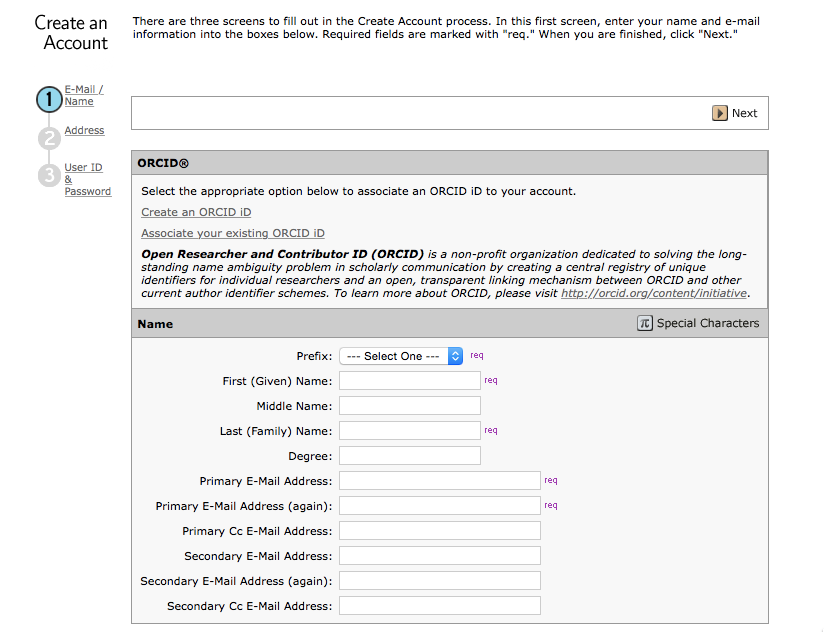 Create an
Account
There are three screens to fill out in the Create Account process. In this first screen, enter your name and e-mail
information into the boxes below. Required fields are marked with "req." When you are finished, click "Next."
1 E-Mail /
Name
2 Address
3 User ID
&
Password
Next
ORCID®
Select the appropriate option below to associate an ORCID iD to your account.
Create an ORCID iD
Associate your existing ORCID iD
Open Researcher and Contributor ID (ORCID) is a non-profit organization dedicated to solving the long-
standing name ambiguity problem in scholarly communication by creating a central registry of unique
identifiers for individual researchers and an open, transparent linking mechanism between ORCID and other
current author identifier schemes. To learn more about ORCID, please visit http://orcid.org/content/initiative.
Name π Special Characters
Prefix: --- Select One --- req
First (Given) Name: req
Middle Name:
Last (Family) Name: req
Degree:
Primary E-Mail Address: req
Primary E-Mail Address (again): req
Primary Cc E-Mail Address:
Secondary E-Mail Address:
Secondary E-Mail Address (again):
Secondary Cc E-Mail Address: